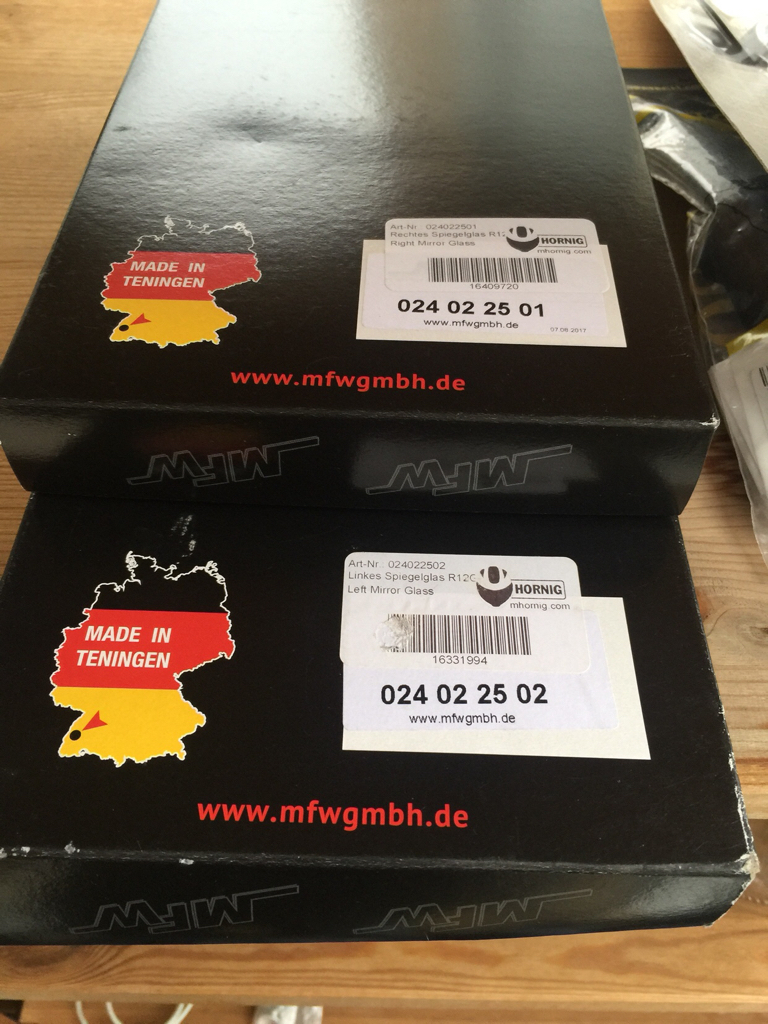 Art-Nr.: 024022501
Rechtes Spiegelglas
Right Mirror Glass
HORNIG
mhornig.com
16409720
024 02 25 01
www.mfwgmbh.de
07.08.2017
MADE IN
TENINGEN
www.mfwgmbh.de
MFW MFW
Art-Nr.: 024022502
Linkes Spiegelglas
Left Mirror Glass
HORNIG
mhornig.com
16331994
024 02 25 02
www.mfwgmbh.de
MADE IN
TENINGEN
www.mfwgmbh.de
MFW MFW